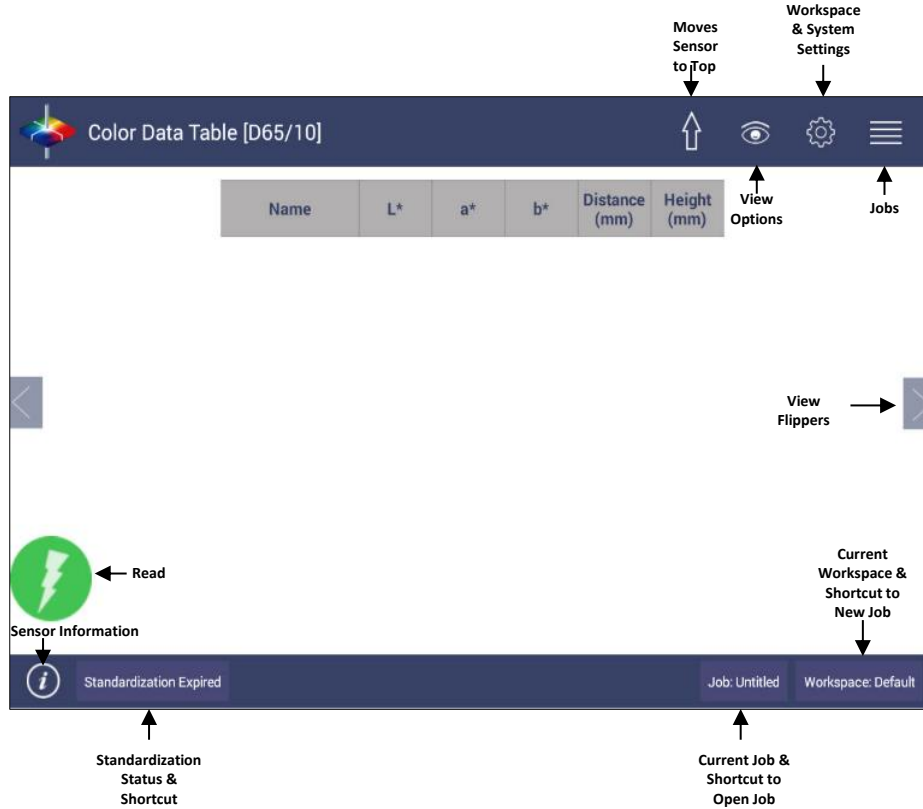 Workspace
& System
Settings
Moves
Sensor
to Top
Color Data Table [D65/10]
View
Options
Jobs
Name L* a* b* Distance (mm) Height (mm)
View
Flippers
Read
Current
Workspace &
Shortcut to
New Job
Sensor Information
i Standardization Expired Job: Untitled Workspace: Default
Standardization
Status &
Shortcut
Current Job &
Shortcut to
Open Job